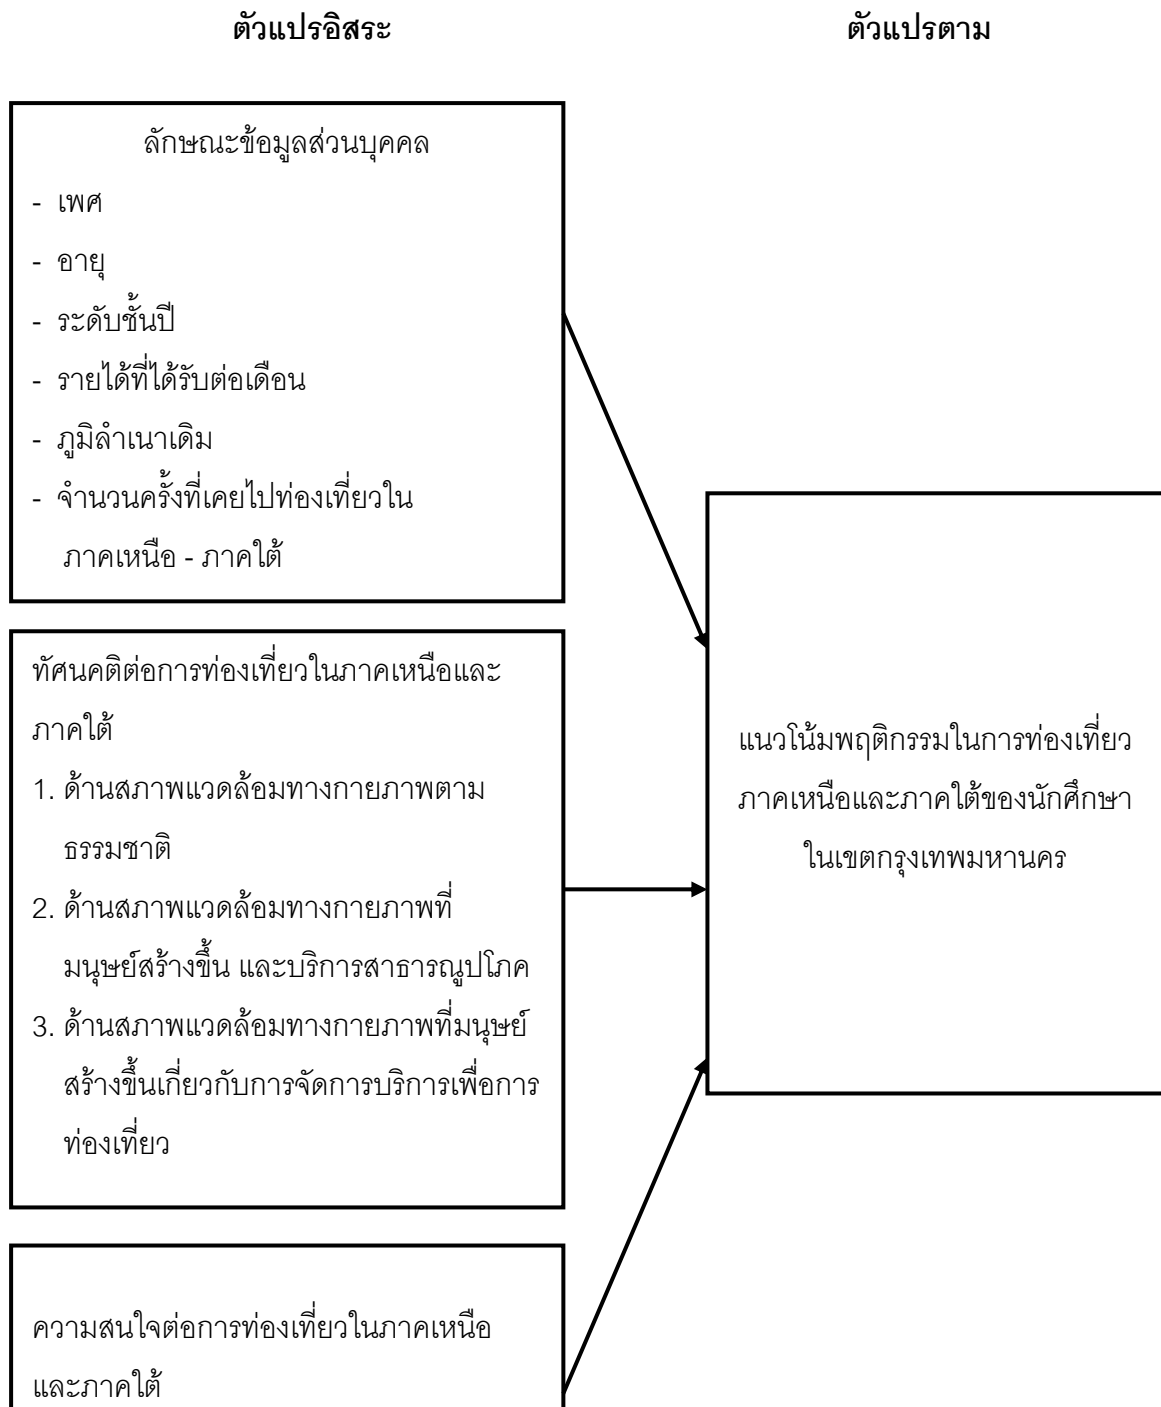 ตัวแปรอิสระ
ตัวแปรตาม
ลักษณะข้อมูลส่วนบุคคล
- เพศ
- อายุ
- ระดับชั้นปี
- รายได้ที่ได้รับต่อเดือน
- ภูมิลำเนาเดิม
- จำนวนครั้งที่เคยไปท่องเที่ยวใน
ภาคเหนือ - ภาคใต้
ทัศนคติต่อการท่องเที่ยวในภาคเหนือและ
ภาคใต้
1. ด้านสภาพแวดล้อมทางกายภาพตาม
ธรรมชาติ
2. ด้านสภาพแวดล้อมทางกายภาพที่
มนุษย์สร้างขึ้น และบริการสาธารณูปโภค
3. ด้านสภาพแวดล้อมทางกายภาพที่มนุษย์
สร้างขึ้นเกี่ยวกับการจัดการบริการเพื่อการ
ท่องเที่ยว
ความสนใจต่อการท่องเที่ยวในภาคเหนือ
และภาคใต้
แนวโน้มพฤติกรรมในการท่องเที่ยว
ภาคเหนือและภาคใต้ของนักศึกษา
ในเขตกรุงเทพมหานคร